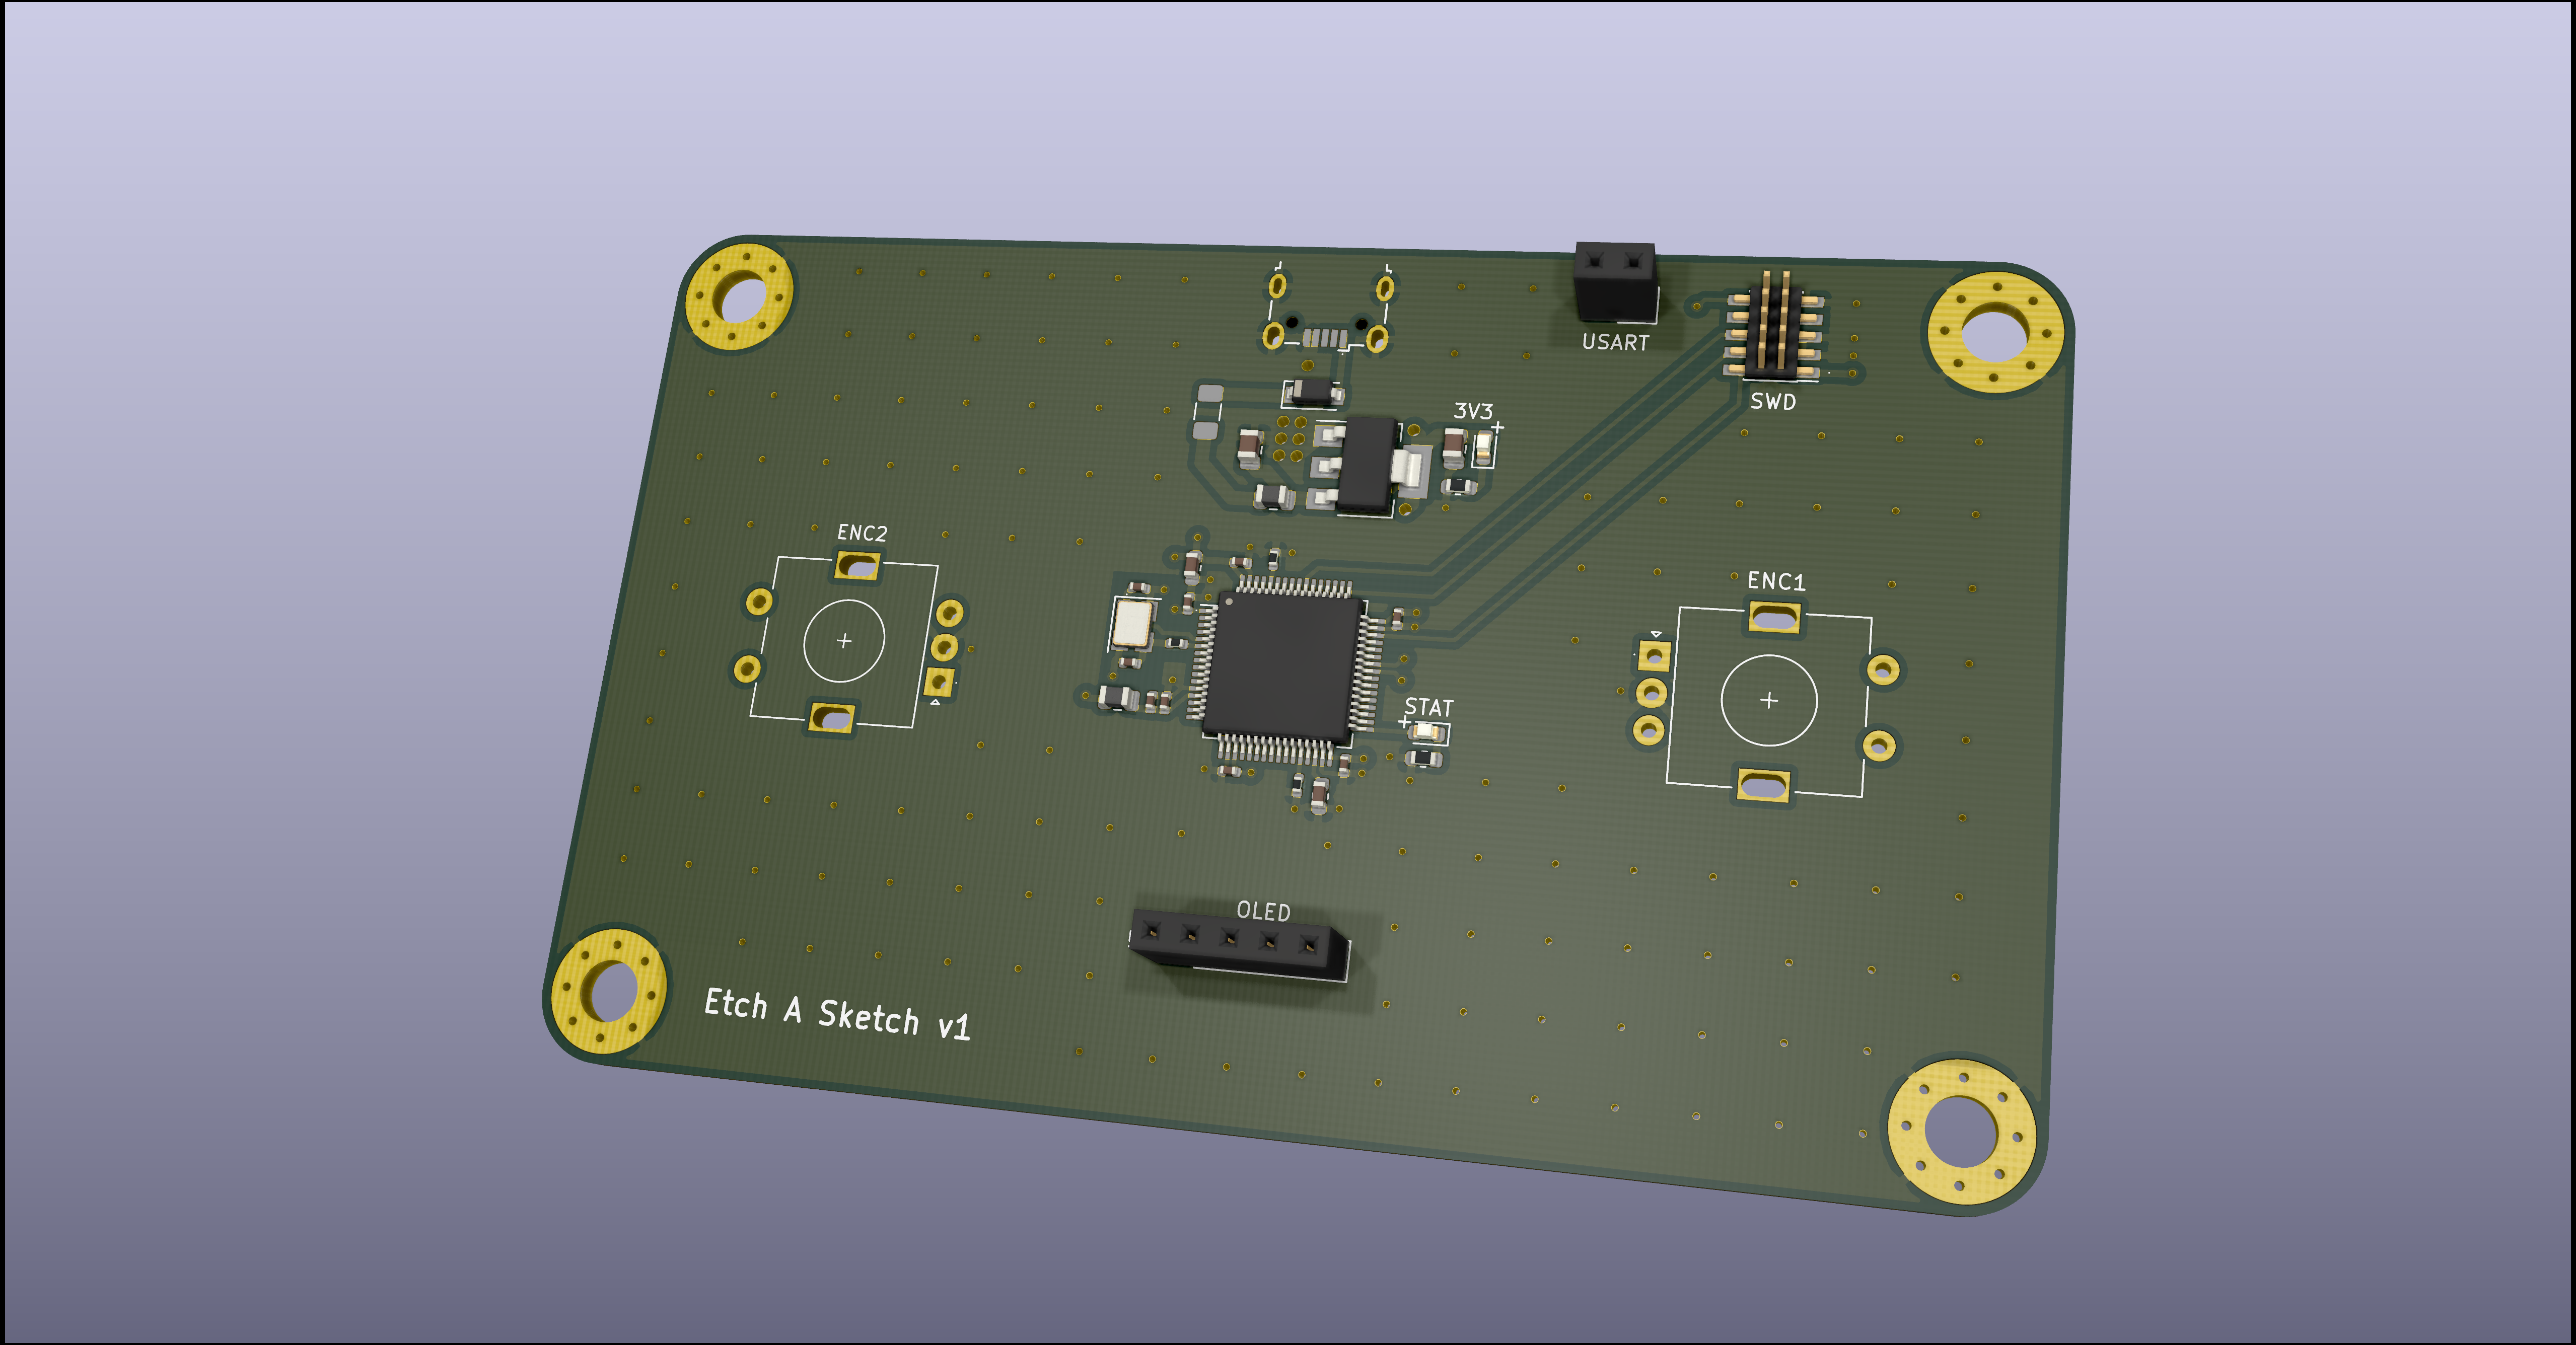 USART
SWD
3V3
+
ENC2
ENC1
STAT
+
OLED
Etch A Sketch v1